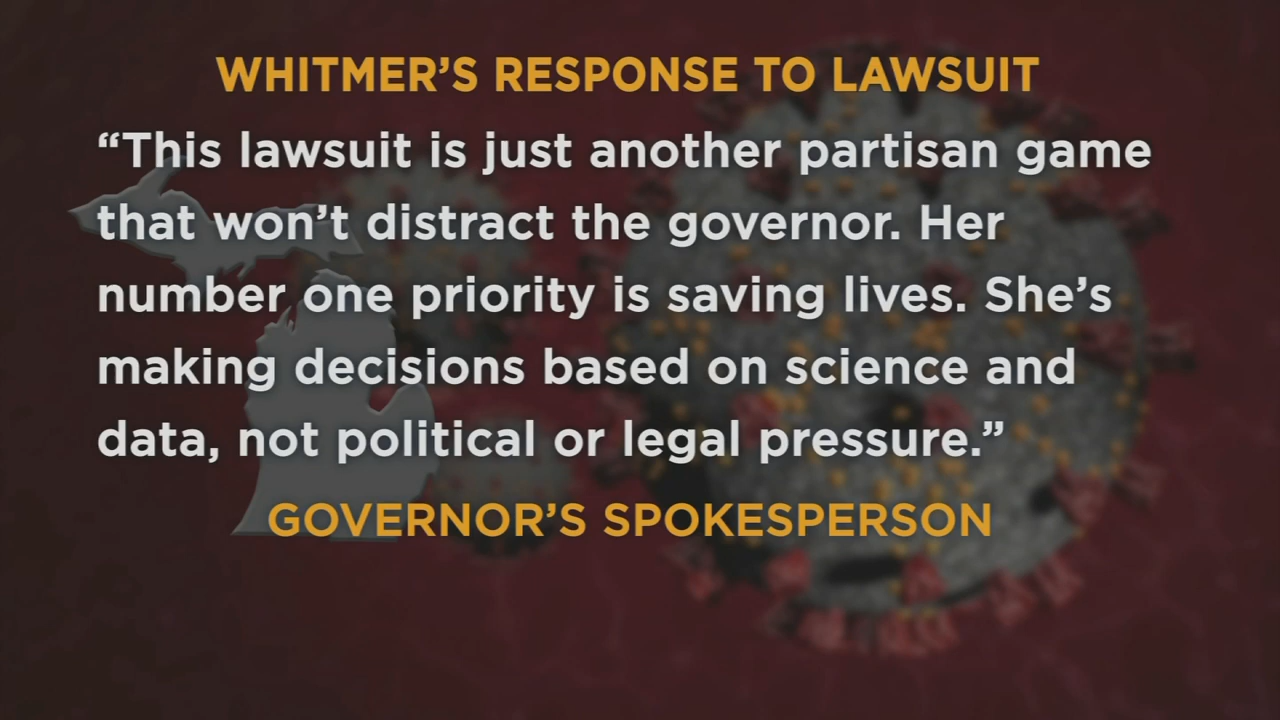 WHITMER’S RESPONSE TO LAWSUIT
“This lawsuit is just another partisan game
that won’t distract the governor. Her
number one priority is saving lives. She’s
making decisions based on science and
data, not political or legal pressure.”
GOVERNOR’S SPOKESPERSON